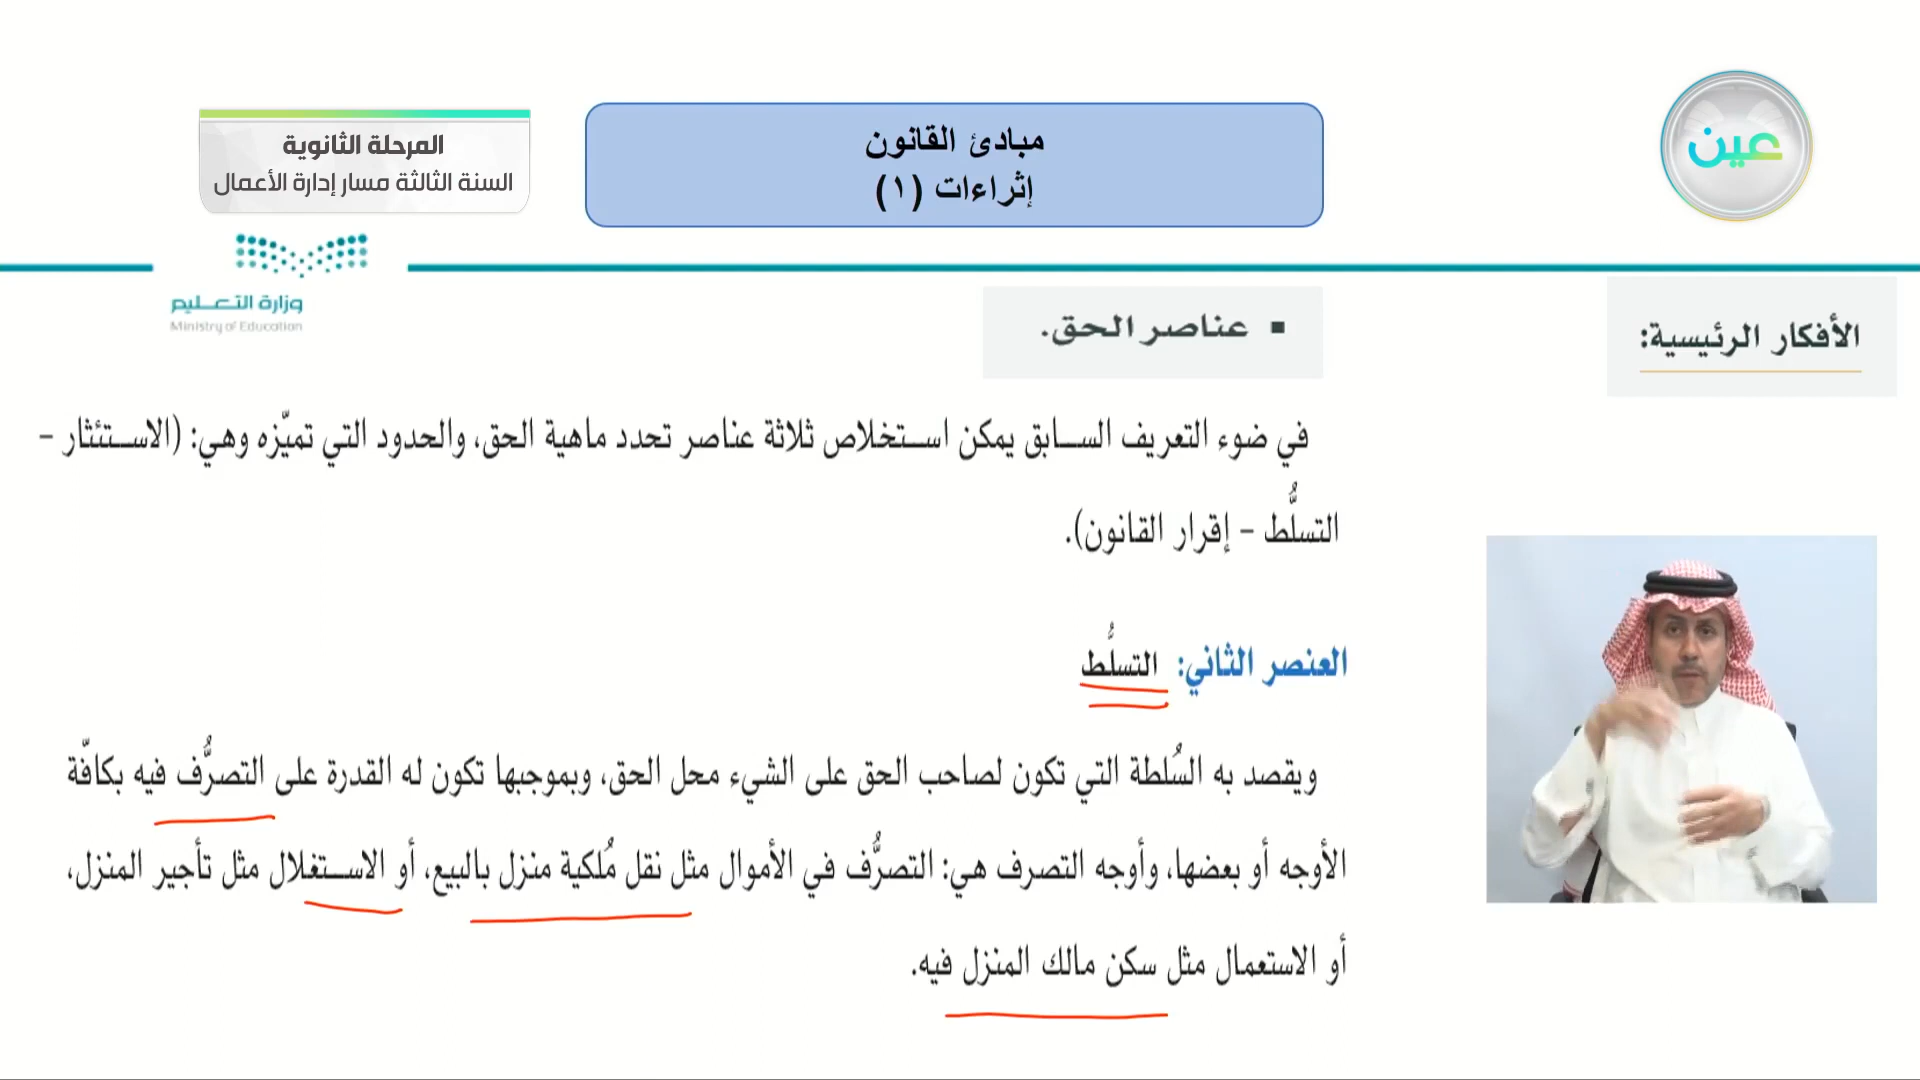 عين
مبادئ القانون
إثراءات (١)
المرحلة الثانوية
السنة الثالثة مسار إدارة الأعمال
وزارة التعليم
Ministry of Education
الأفكار الرئيسية:
▪ عناصر الحق.
في ضوء التعريف السابق يمكن استخلاص ثلاثة عناصر تحدد ماهية الحق، والحدود التي تميّزه وهي: (الاستئثار –
التسلُّط – إقرار القانون).
العنصر الثاني: التسلُّط
ويقصد به السُلطة التي تكون لصاحب الحق على الشيء محل الحق، وبموجبها تكون له القدرة على التصرُّف فيه بكافّة
الأوجه أو بعضها، وأوجه التصرف هي: التصرُّف في الأموال مثل نقل مُلكية منزل بالبيع، أو الاستغلال مثل تأجير المنزل،
أو الاستعمال مثل سكن مالك المنزل فيه.